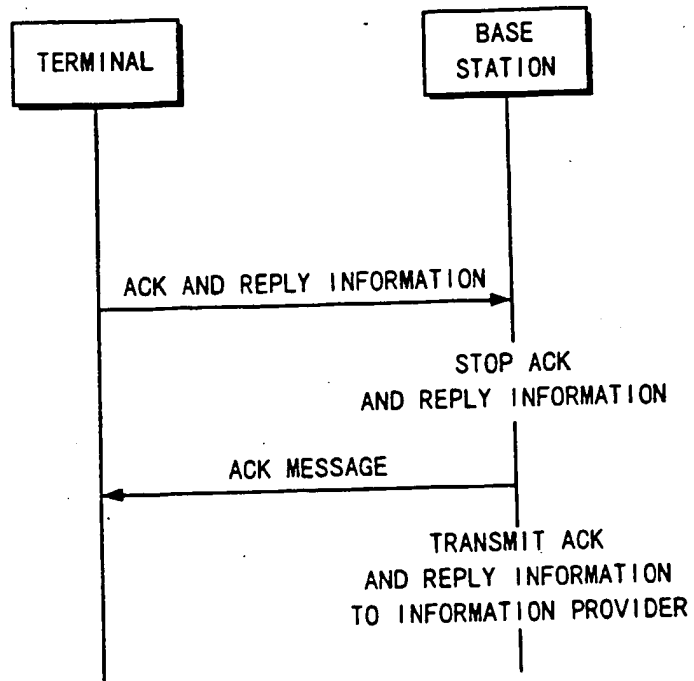 TERMINAL
BASE
STATION
ACK AND REPLY INFORMATION
STOP ACK
AND REPLY INFORMATION
ACK MESSAGE
TRANSMIT ACK
AND REPLY INFORMATION
TO INFORMATION PROVIDER